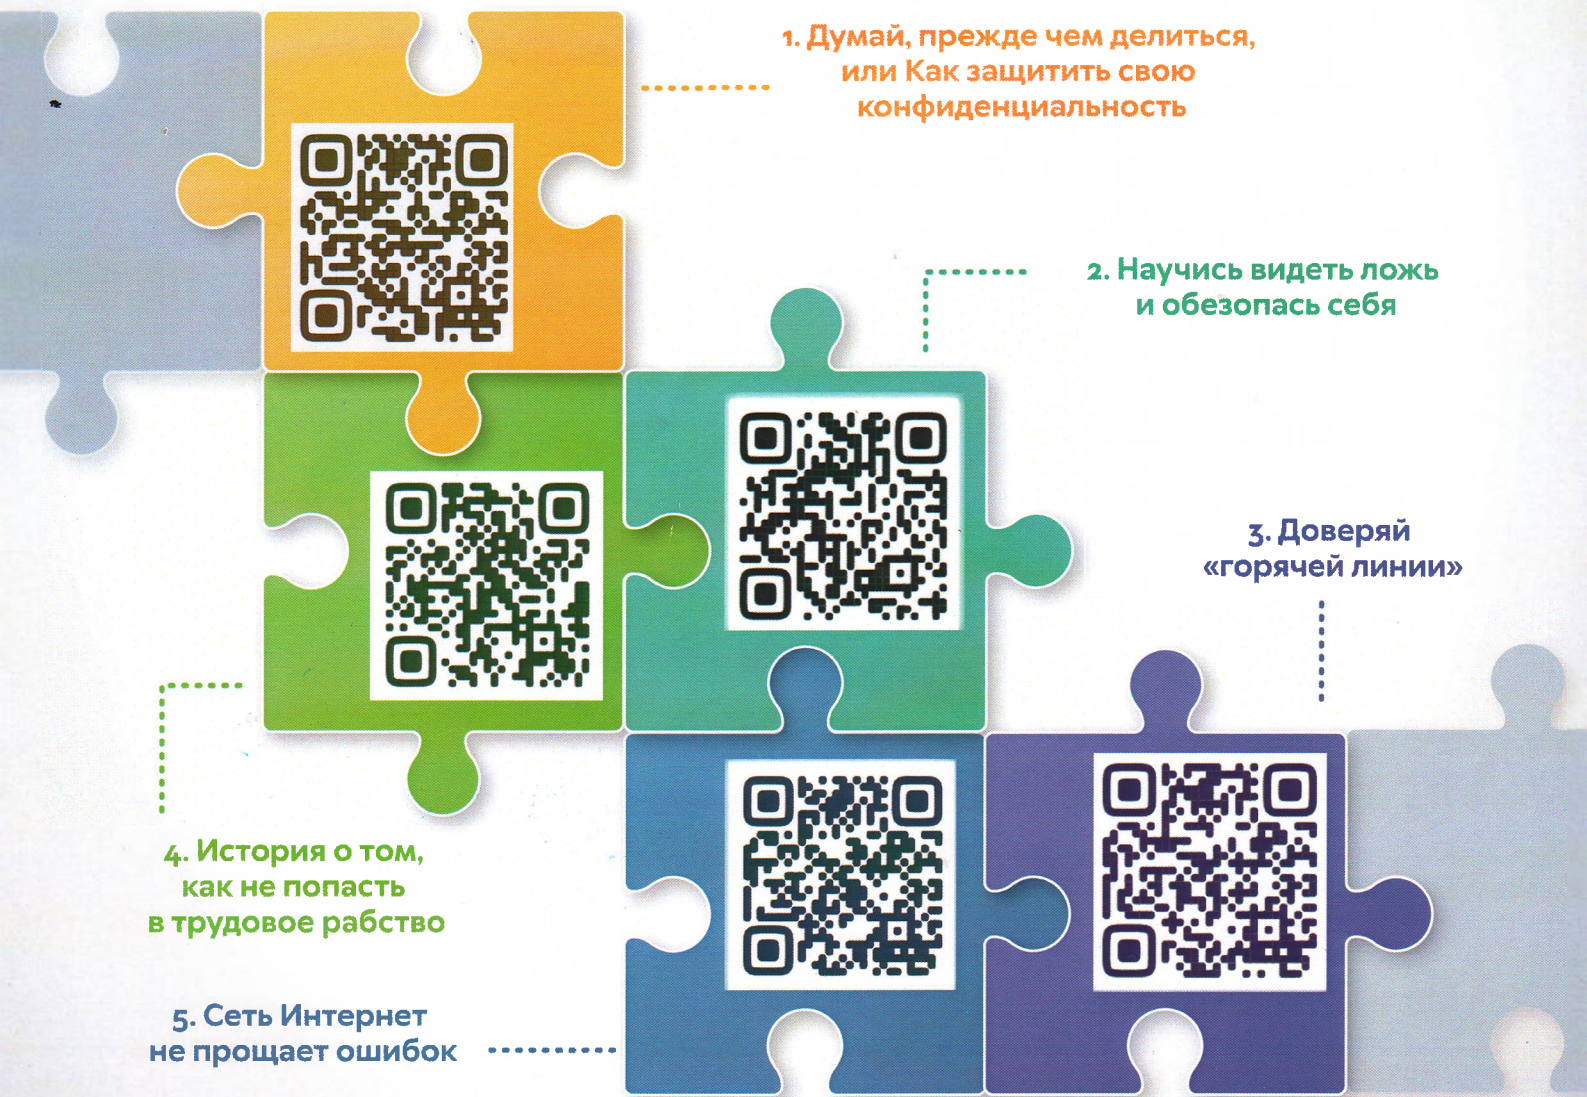 1. Думай, прежде чем делиться,
или Как защитить свою
конфиденциальность
2. Научись видеть ложь
и обезопась себя
3. Доверяй
«горячей линии»
4. История о том,
как не попасть
в трудовое рабство
5. Сеть Интернет
не прощает ошибок